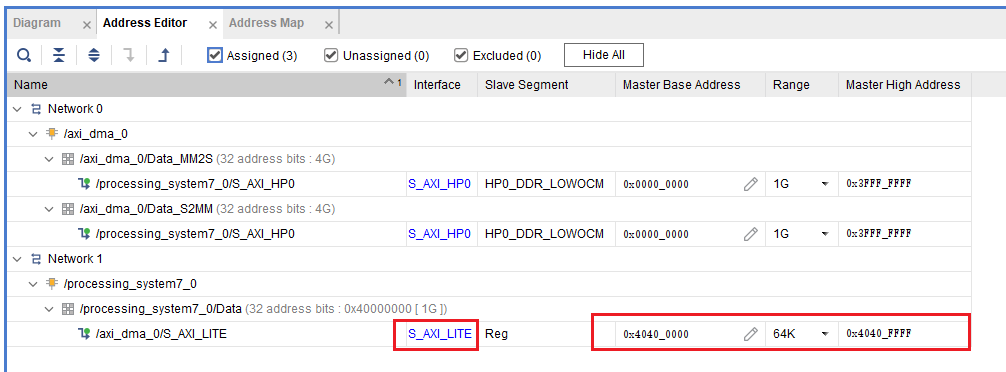 Diagram × Address Editor × Address Map ×
Assigned (3) Unassigned (0) Excluded (0) Hide All
Name 1 Interface Slave Segment Master Base Address Range Master High Address
Network 0
/axi_dma_0
/axi_dma_0/Data_MM2S (32 address bits : 4G)
/processing_system7_0/S_AXI_HP0 S_AXI_HP0 HP0_DDR_LOWOCM 0x0000_0000 1G 0x3FFF_FFFF
/axi_dma_0/Data_S2MM (32 address bits : 4G)
/processing_system7_0/S_AXI_HP0 S_AXI_HP0 HP0_DDR_LOWOCM 0x0000_0000 1G 0x3FFF_FFFF
Network 1
/processing_system7_0
/processing_system7_0/Data (32 address bits : 0x40000000 [ 1G ])
/axi_dma_0/S_AXI_LITE S_AXI_LITE Reg 0x4040_0000 64K 0x4040_FFFF